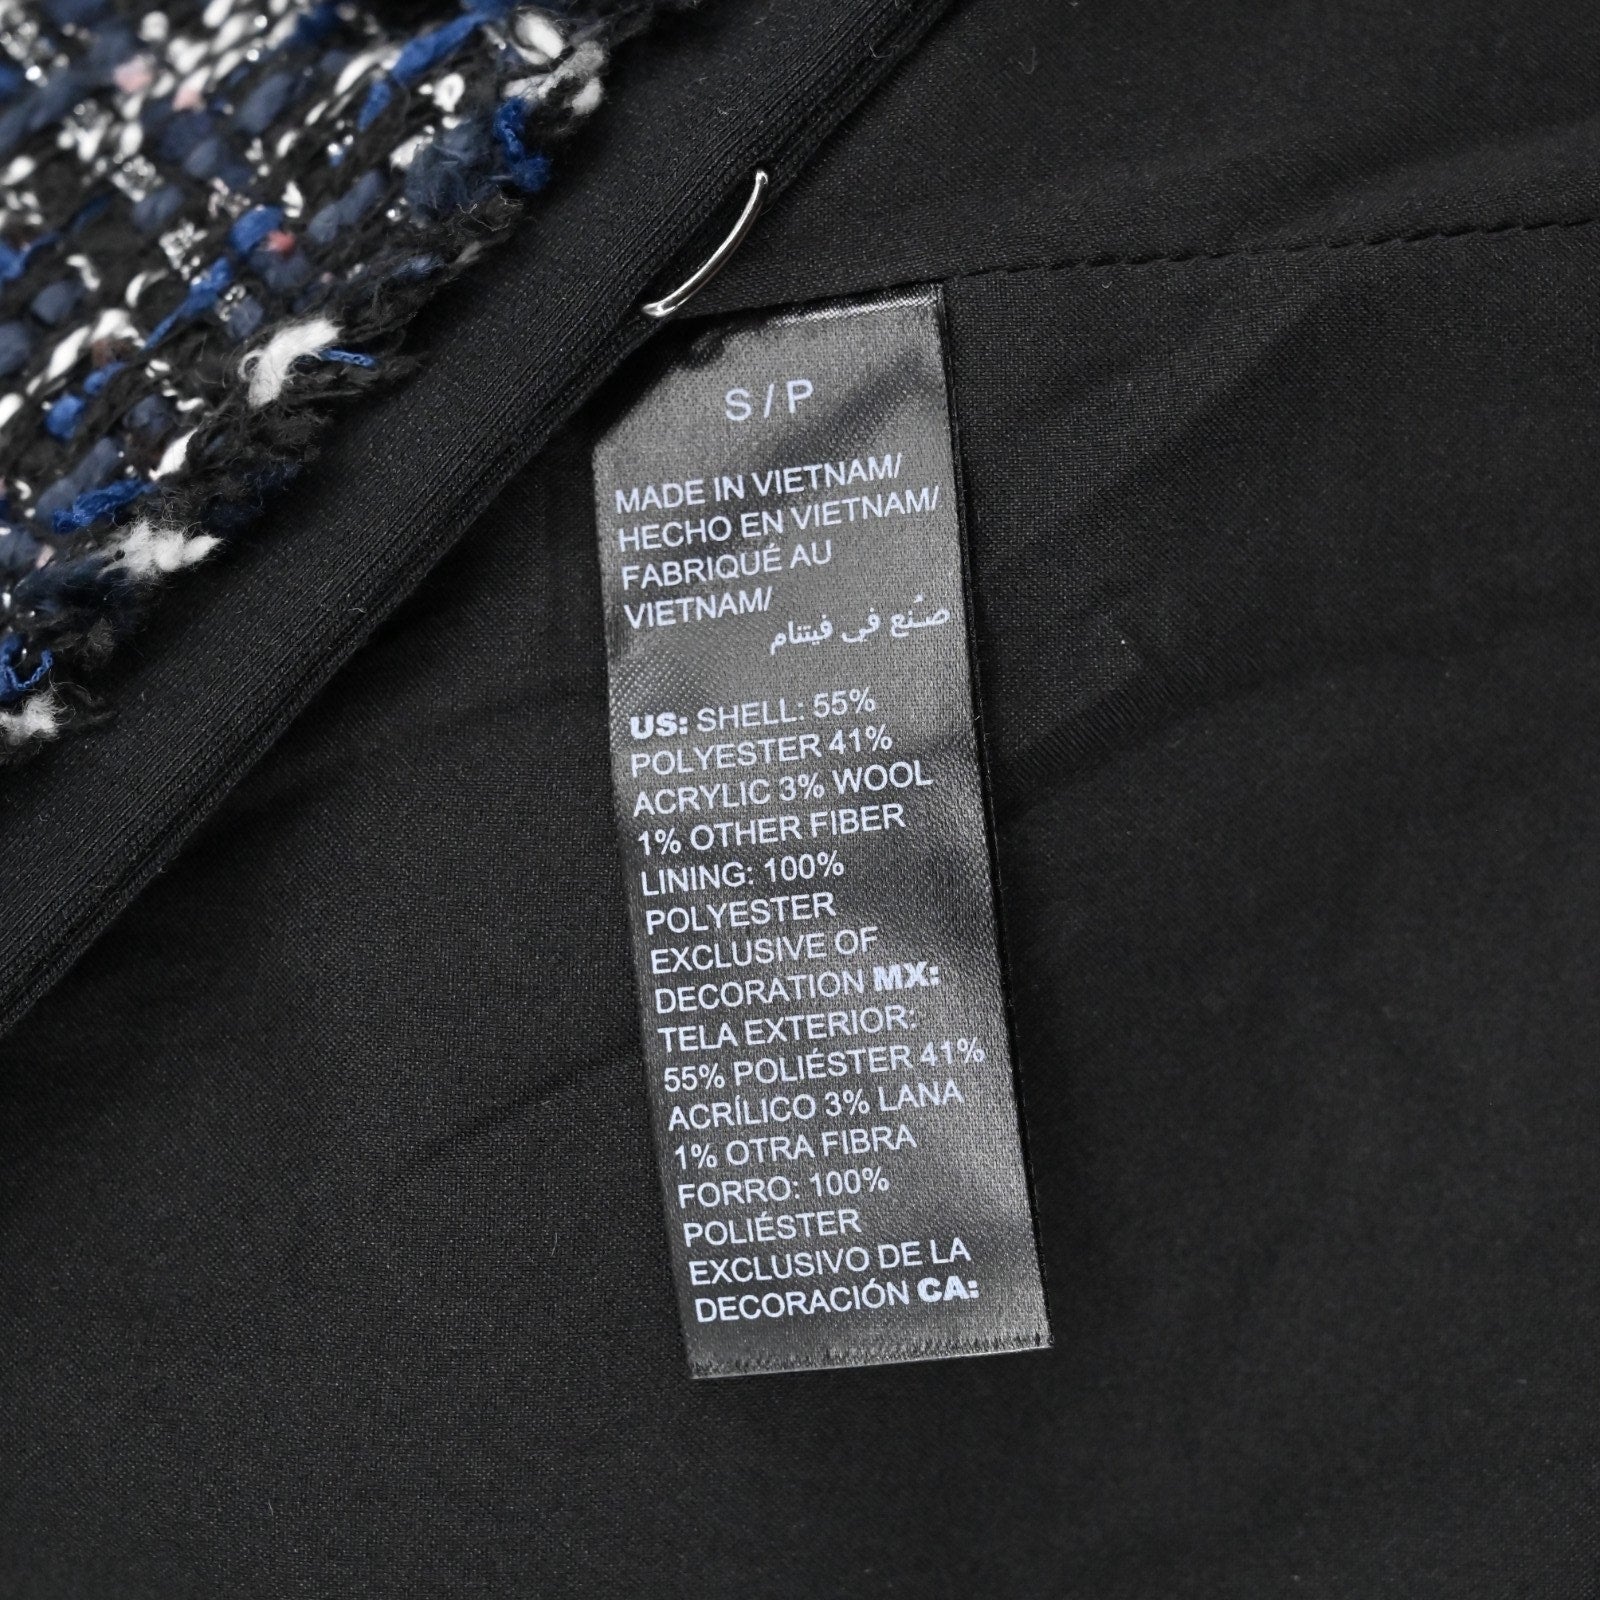 S / P
MADE IN VIETNAM/
HECHO EN VIETNAM/
FABRIQUÉ AU
VIETNAM/
صُنع في فيتنام
US: SHELL: 55%
POLYESTER 41%
ACRYLIC 3% WOOL
1% OTHER FIBER
LINING: 100%
POLYESTER
EXCLUSIVE OF
DECORATION MX:
TELA EXTERIOR:
55% POLIÉSTER 41%
ACRÍLICO 3% LANA
1% OTRA FIBRA
FORRO: 100%
POLIÉSTER
EXCLUSIVO DE LA
DECORACIÓN CA: